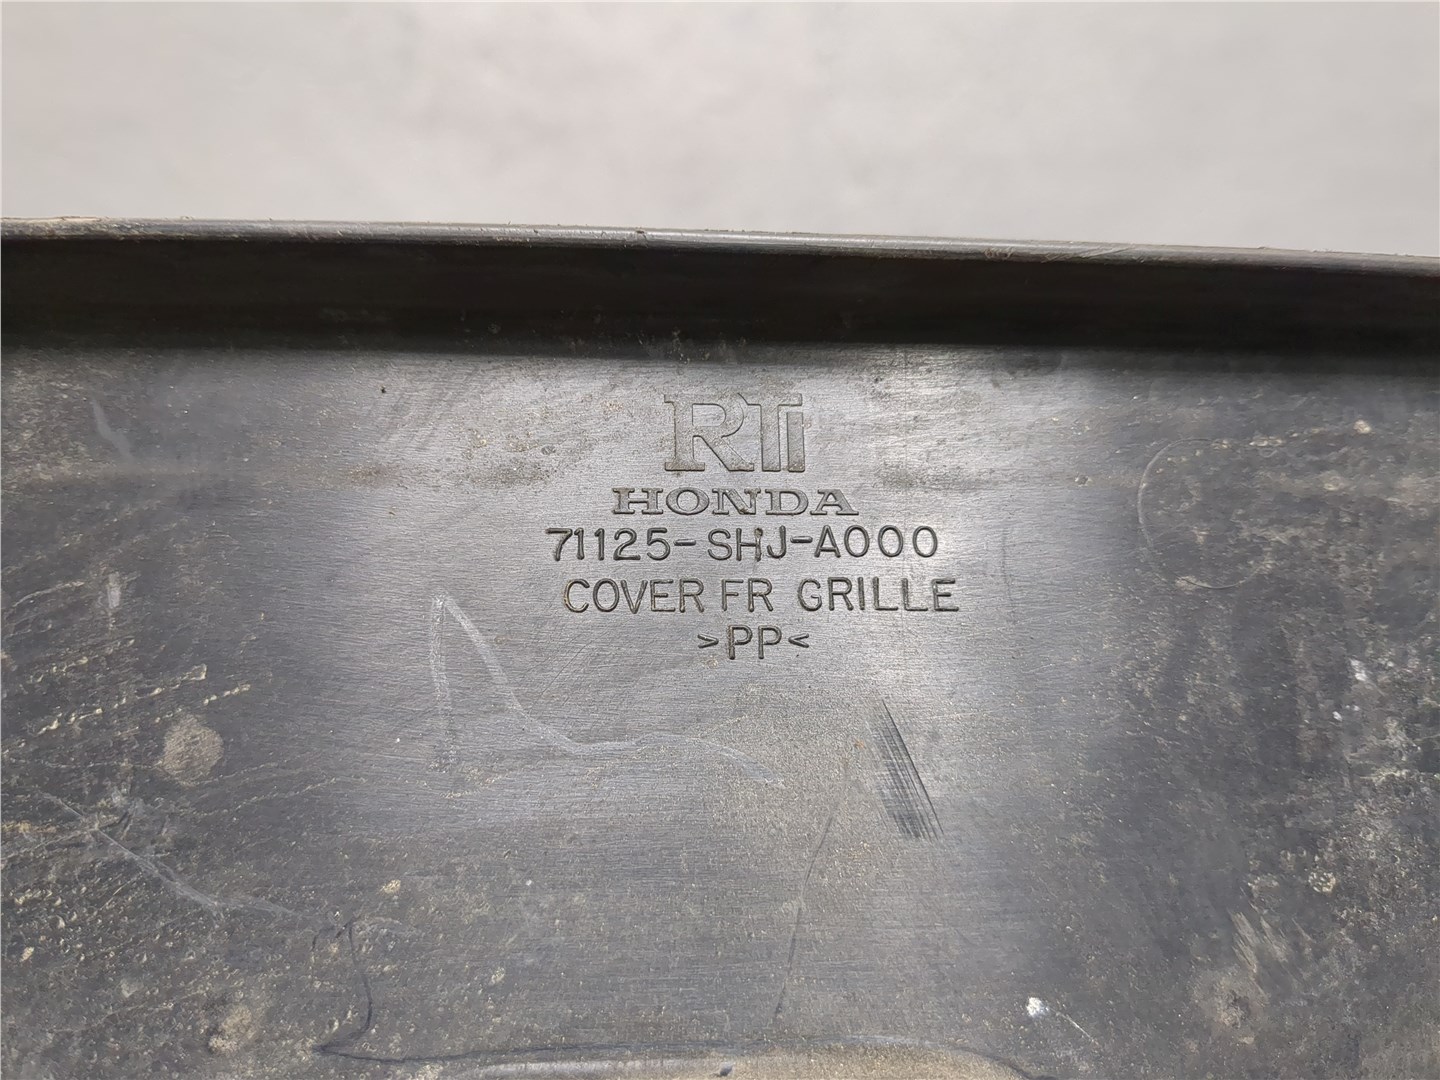 RTi
HONDA
71125-SHJ-A000
COVER FR GRILLE
>PP<